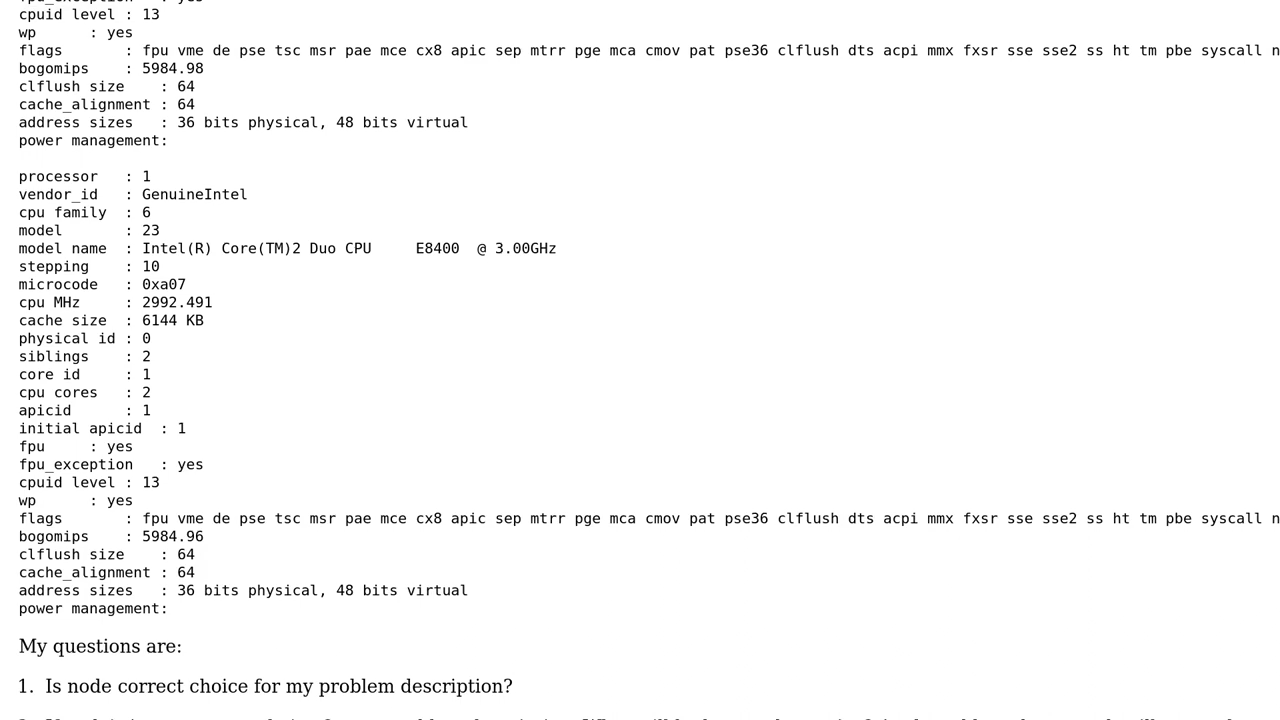 cpuid level : 13
wp : yes
flags : fpu vme de pse tsc msr pae mce cx8 apic sep mtrr pge mca cmov pat pse36 clflush dts acpi mmx fxsr sse sse2 ss ht tm pbe syscall n
bogomips : 5984.98
clflush size : 64
cache_alignment : 64
address sizes : 36 bits physical, 48 bits virtual
power management:
processor : 1
vendor_id : GenuineIntel
cpu family : 6
model : 23
model name : Intel(R) Core(TM)2 Duo CPU E8400 @ 3.00GHz
stepping : 10
microcode : 0xa07
cpu MHz : 2992.491
cache size : 6144 KB
physical id : 0
siblings : 2
core id : 1
cpu cores : 2
apicid : 1
initial apicid : 1
fpu : yes
fpu_exception : yes
cpuid level : 13
wp : yes
flags : fpu vme de pse tsc msr pae mce cx8 apic sep mtrr pge mca cmov pat pse36 clflush dts acpi mmx fxsr sse sse2 ss ht tm pbe syscall n
bogomips : 5984.96
clflush size : 64
cache_alignment : 64
address sizes : 36 bits physical, 48 bits virtual
power management:
My questions are:
1. Is node correct choice for my problem description?